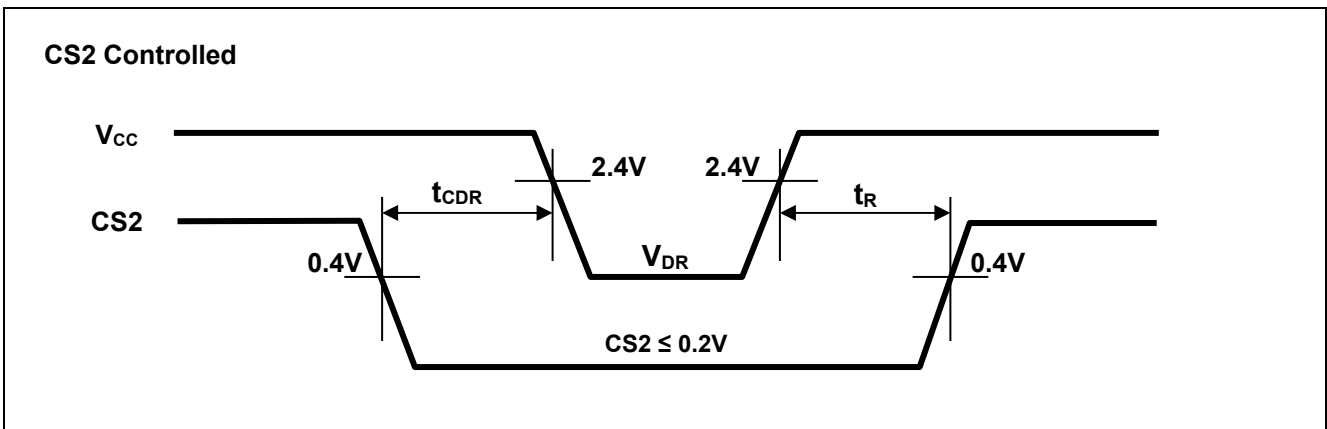 CS2 Controlled
VCC
2.4V 2.4V
tCDR tR
CS2
0.4V VDR 0.4V
CS2 ≤ 0.2V